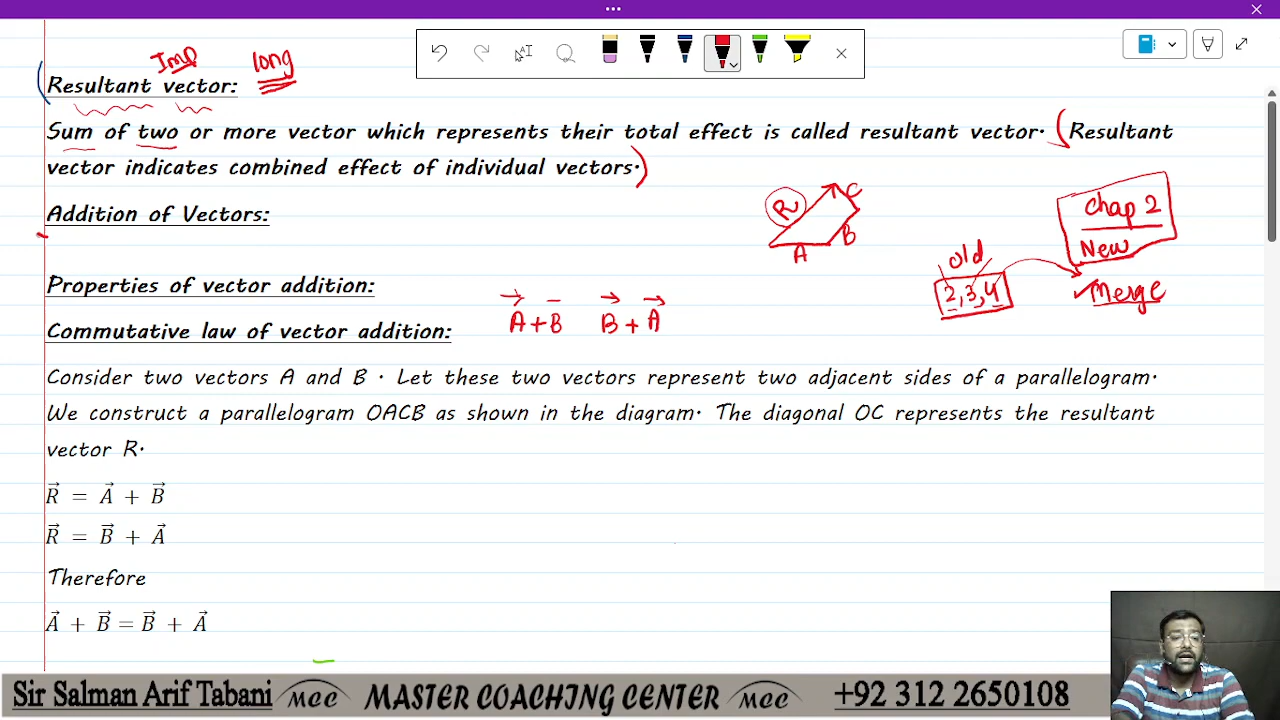 Imp long
Resultant vector:
Sum of two or more vector which represents their total effect is called resultant vector. (Resultant
vector indicates combined effect of individual vectors.)
R C
B
A
Chap 2
New
Addition of Vectors:
old
2,3,4 Merge
Properties of vector addition:
A+B B+A
Commutative law of vector addition:
Consider two vectors A and B . Let these two vectors represent two adjacent sides of a parallelogram.
We construct a parallelogram OACB as shown in the diagram. The diagonal OC represents the resultant
vector R.
R⃗ = A⃗ + B⃗
R⃗ = B⃗ + A⃗
Therefore
A⃗ + B⃗ = B⃗ + A⃗
Sir Salman Arif Tabani mcc MASTER COACHING CENTER mcc +92 312 2650108